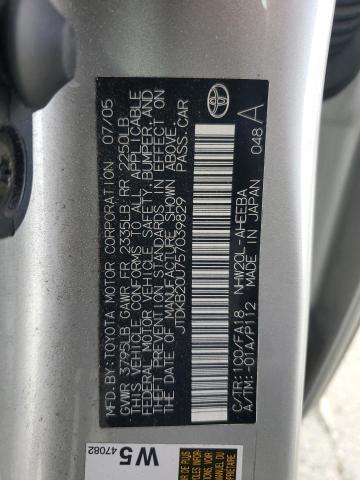 MFD.BY: TOYOTA MOTOR CORPORATION 07/05
GVWR 3795LB GAWR FR 2335LB RR 2250LB
THIS VEHICLE CONFORMS TO ALL APPLICABLE
FEDERAL MOTOR VEHICLE SAFETY, BUMPER, AND
THEFT PREVENTION STANDARDS IN EFFECT ON
THE DATE OF MANUFACTURE SHOWN ABOVE.
JTDKB20U757039829 PASS.CAR
C/TR: 1C0/FA18 NHW20L-AHEEBA
A/TM: -01A/P112 MADE IN JAPAN 048 A
W5 47082